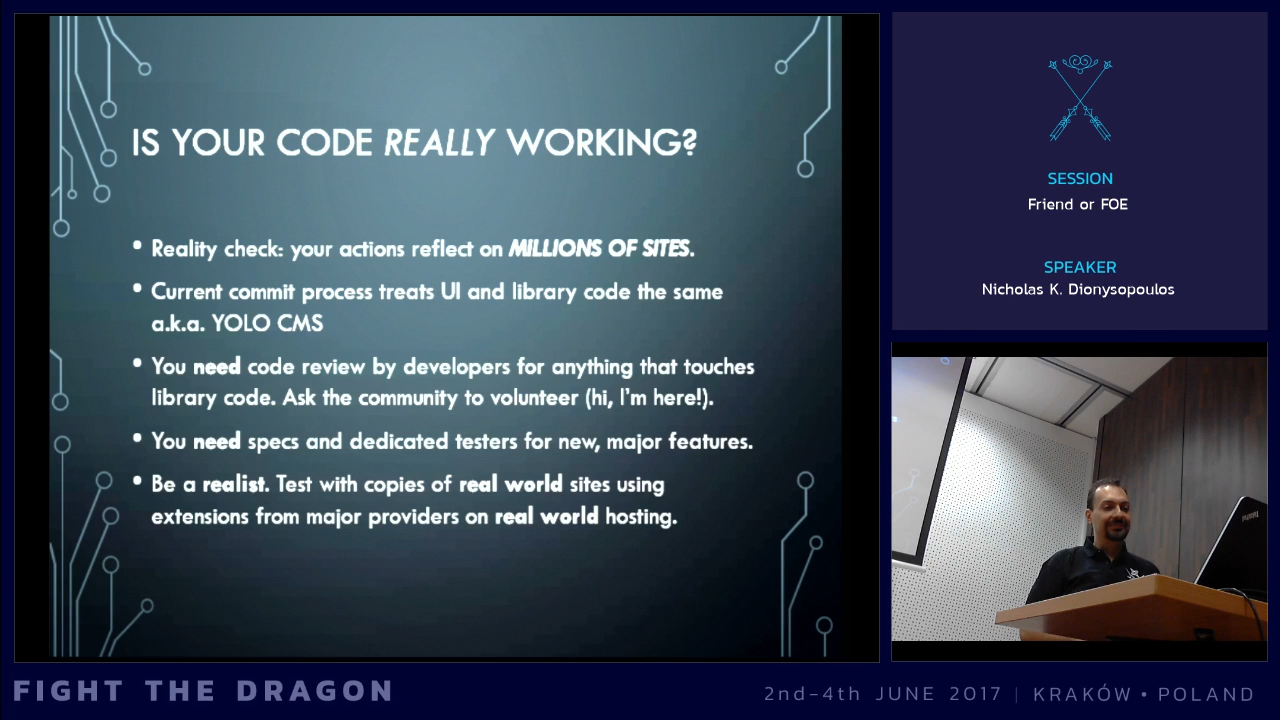 IS YOUR CODE REALLY WORKING?
• Reality check: your actions reflect on MILLIONS OF SITES.
• Current commit process treats UI and library code the same
a.k.a. YOLO CMS
• You need code review by developers for anything that touches
library code. Ask the community to volunteer (hi, I'm here!).
• You need specs and dedicated testers for new, major features.
• Be a realist. Test with copies of real world sites using
extensions from major providers on real world hosting.
SESSION
Friend or FOE
SPEAKER
Nicholas K. Dionysopoulos
FIGHT THE DRAGON
2nd-4th JUNE 2017 | KRAKÓW • POLAND